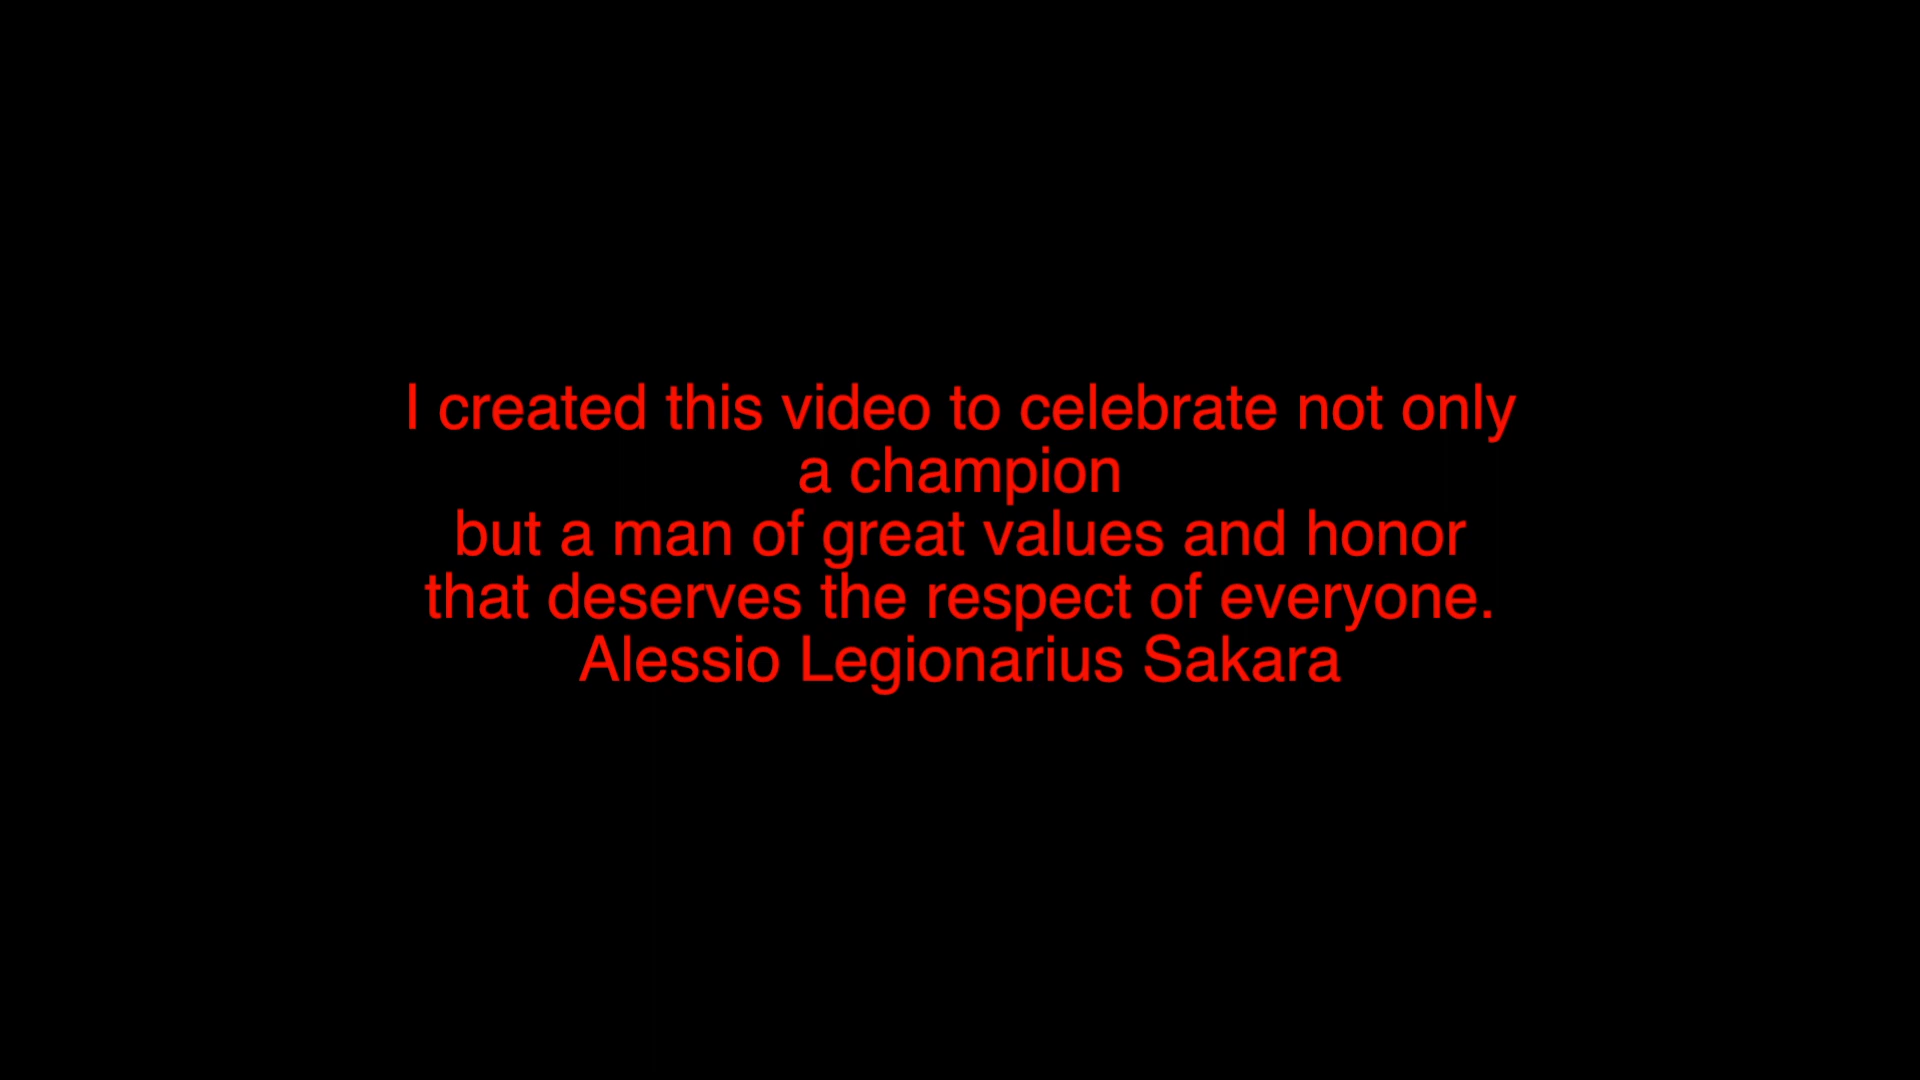 I created this video to celebrate not only
a champion
but a man of great values and honor
that deserves the respect of everyone.
Alessio Legionarius Sakara